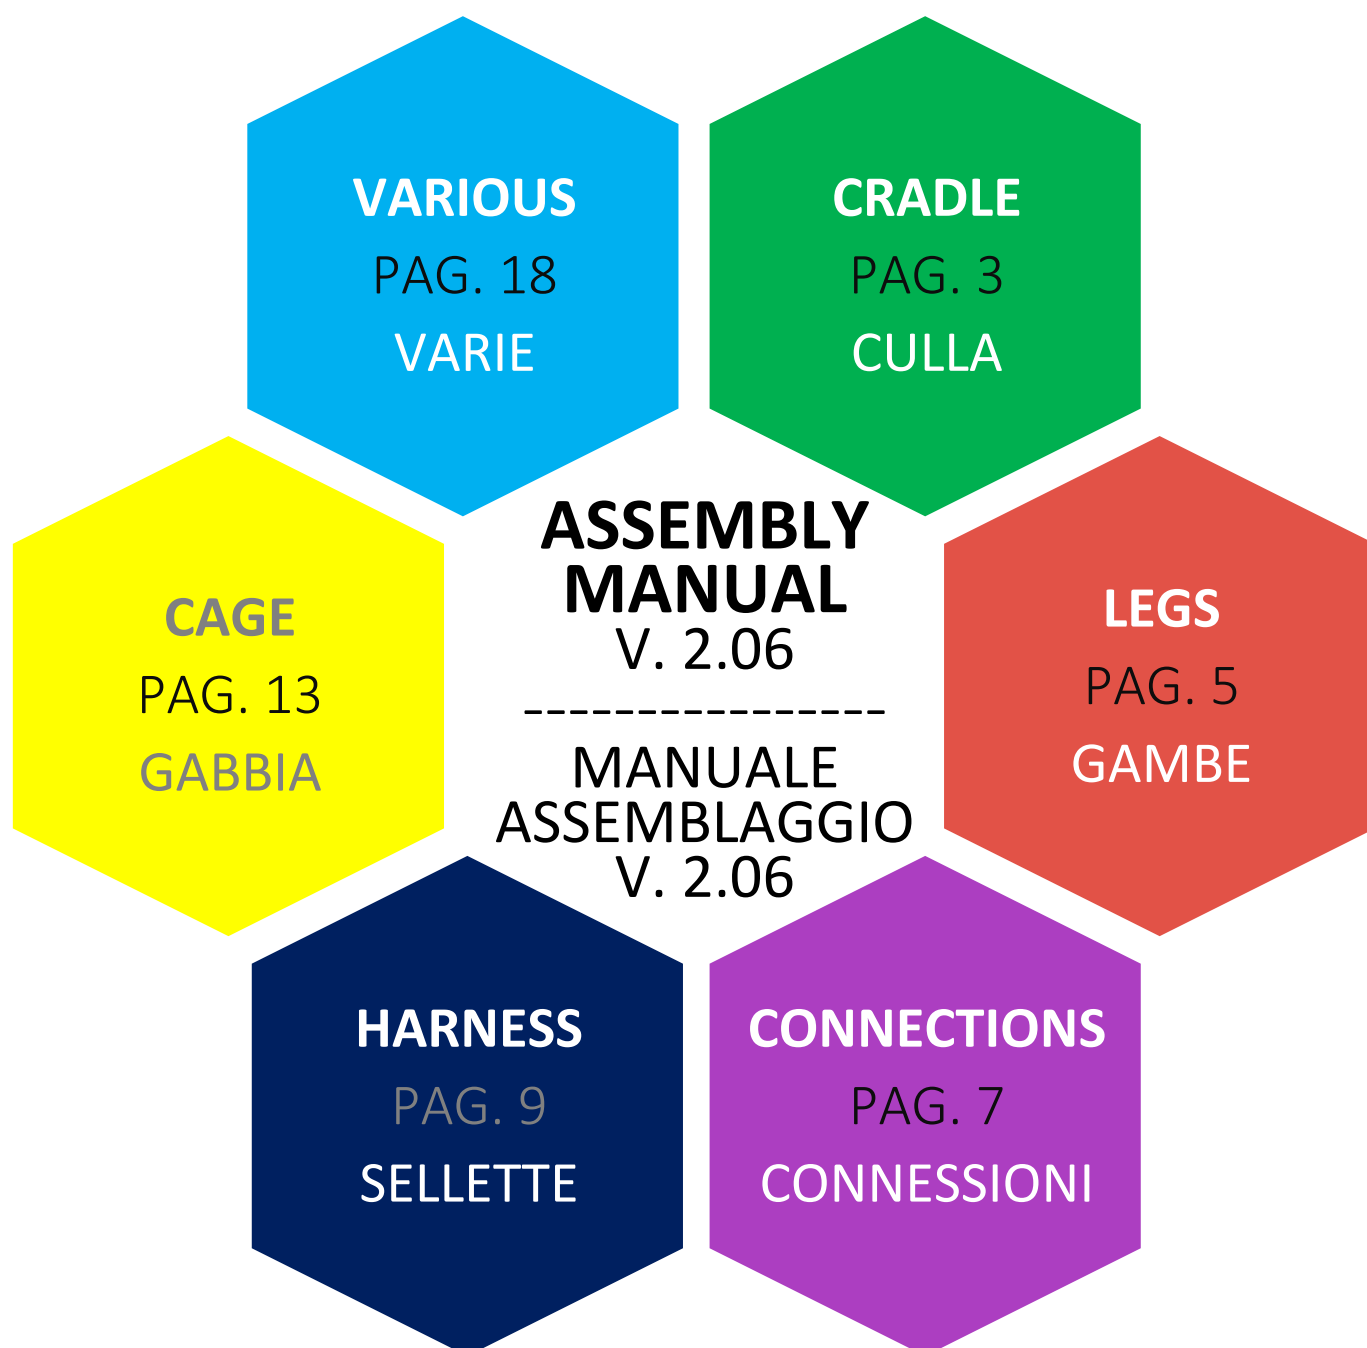 VARIOUS
PAG. 18
VARIE
CRADLE
PAG. 3
CULLA
CAGE
PAG. 13
GABBIA
ASSEMBLY
MANUAL
V. 2.06
----------------
MANUALE
ASSEMBLAGGIO
V. 2.06
LEGS
PAG. 5
GAMBE
HARNESS
PAG. 9
SELLETTE
CONNECTIONS
PAG. 7
CONNESSIONI